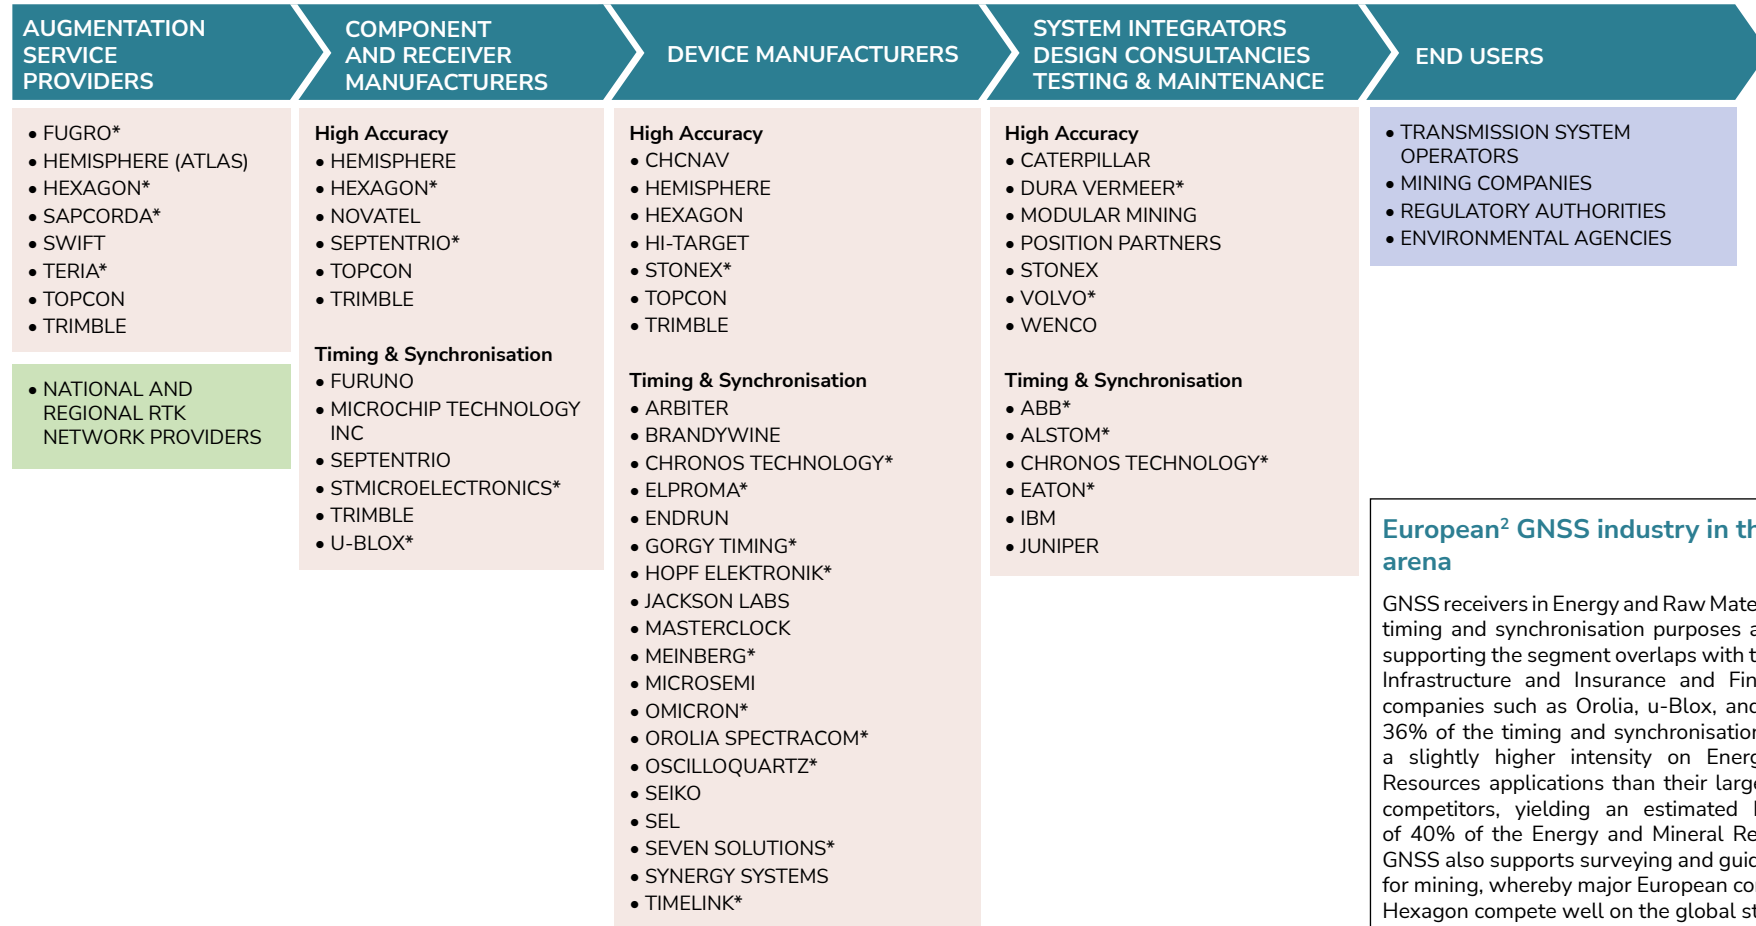 AUGMENTATION
SERVICE
PROVIDERS
COMPONENT
AND RECEIVER
MANUFACTURERS
DEVICE MANUFACTURERS
SYSTEM INTEGRATORS
DESIGN CONSULTANCIES
TESTING & MAINTENANCE
END USERS
• FUGRO*
• HEMISPHERE (ATLAS)
• HEXAGON*
• SAPCORDA*
• SWIFT
• TERIA*
• TOPCON
• TRIMBLE
• NATIONAL AND
REGIONAL RTK
NETWORK PROVIDERS
High Accuracy
• HEMISPHERE
• HEXAGON*
• NOVATEL
• SEPTENTRIO*
• TOPCON
• TRIMBLE
Timing & Synchronisation
• FURUNO
• MICROCHIP TECHNOLOGY
INC
• SEPTENTRIO
• STMICROELECTRONICS*
• TRIMBLE
• U-BLOX*
High Accuracy
• CHCNAV
• HEMISPHERE
• HEXAGON
• HI-TARGET
• STONEX*
• TOPCON
• TRIMBLE
Timing & Synchronisation
• ARBITER
• BRANDYWINE
• CHRONOS TECHNOLOGY*
• ELPROMA*
• ENDRUN
• GORGY TIMING*
• HOPF ELEKTRONIK*
• JACKSON LABS
• MASTERCLOCK
• MEINBERG*
• MICROSEMI
• OMICRON*
• OROLIA SPECTRACOM*
• OSCILLOQUARTZ*
• SEIKO
• SEL
• SEVEN SOLUTIONS*
• SYNERGY SYSTEMS
• TIMELINK*
High Accuracy
• CATERPILLAR
• DURA VERMEER*
• MODULAR MINING
• POSITION PARTNERS
• STONEX
• VOLVO*
• WENCO
Timing & Synchronisation
• ABB*
• ALSTOM*
• CHRONOS TECHNOLOGY*
• EATON*
• IBM
• JUNIPER
• TRANSMISSION SYSTEM
OPERATORS
• MINING COMPANIES
• REGULATORY AUTHORITIES
• ENVIRONMENTAL AGENCIES
European² GNSS industry in
arena
GNSS receivers in Energy and Raw
timing and synchronisation purposes
supporting the segment overlaps with
Infrastructure and Insurance and
companies such as Orolia, u-Blox, and
36% of the timing and synchronisation
a slightly higher intensity on
Resources applications than their
competitors, yielding an estimated
of 40% of the Energy and Mineral
GNSS also supports surveying and
for mining, whereby major European
Hexagon compete well on the global